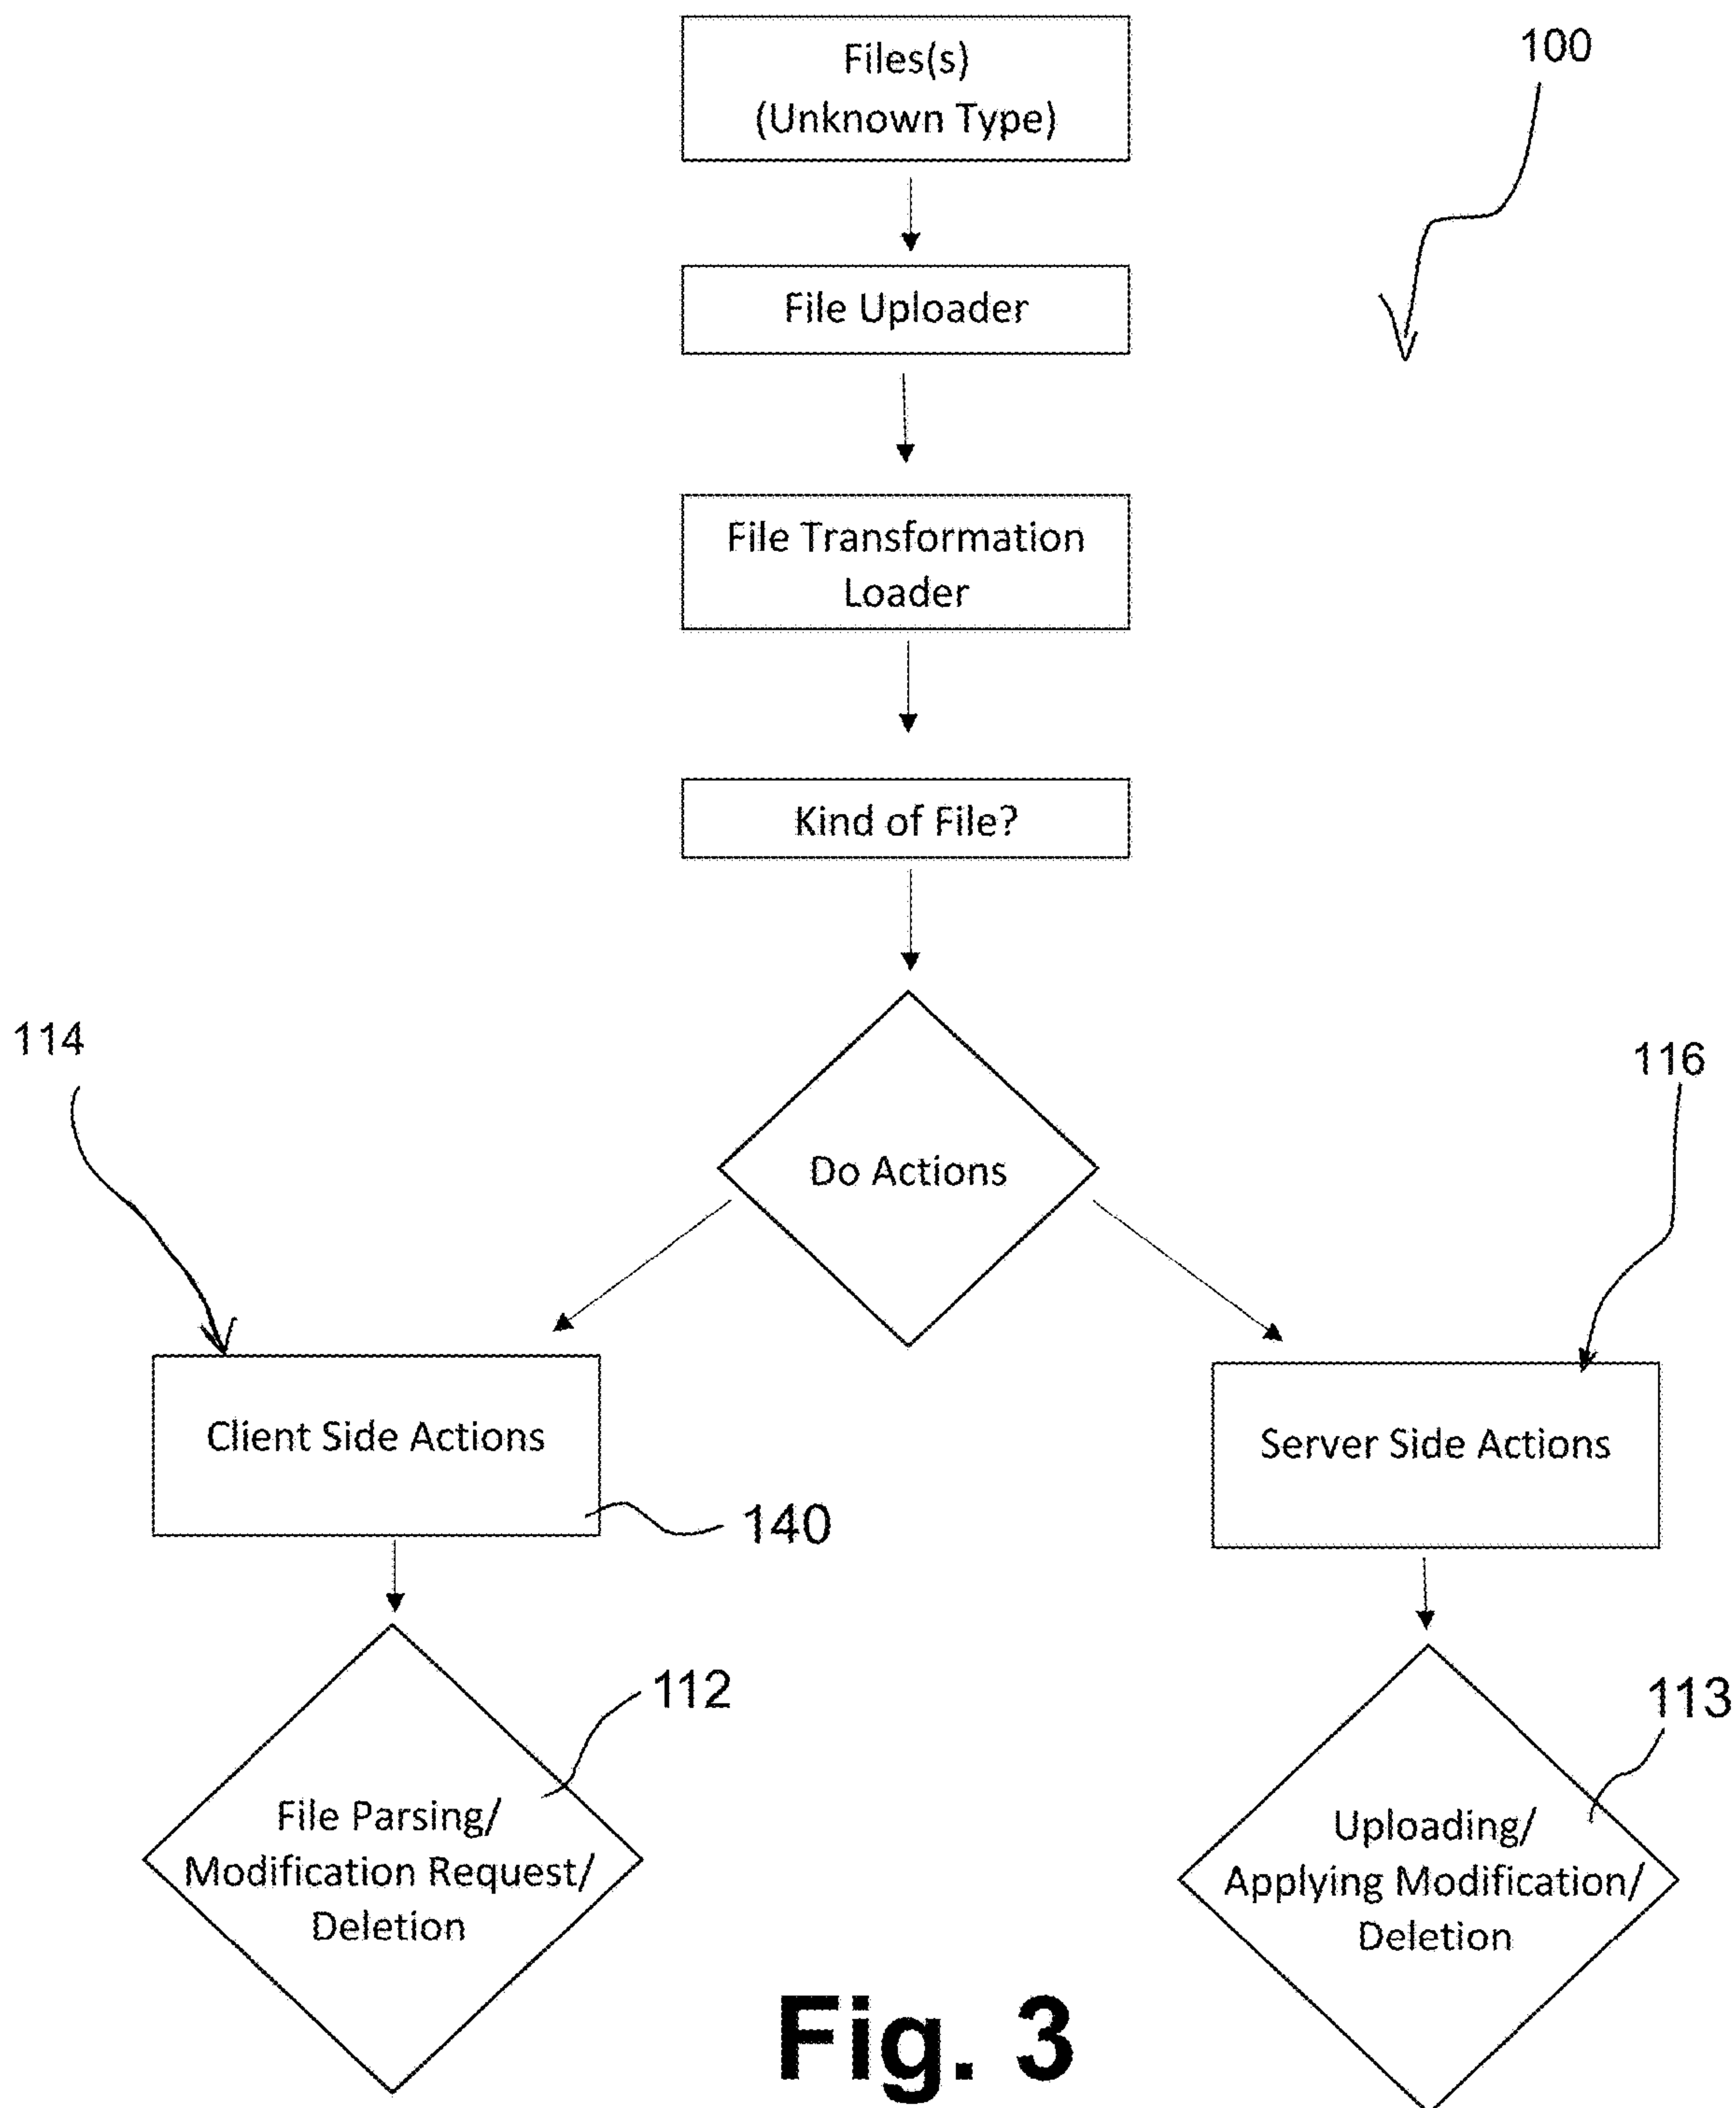 Files(s)
(Unknown Type)
100
File Uploader
File Transformation
Loader
Kind of File?
Do Actions
114
116
Client Side Actions
Server Side Actions
140
112
113
File Parsing/
Modification Request/
Deletion
Uploading/
Applying Modification/
Deletion
Fig. 3